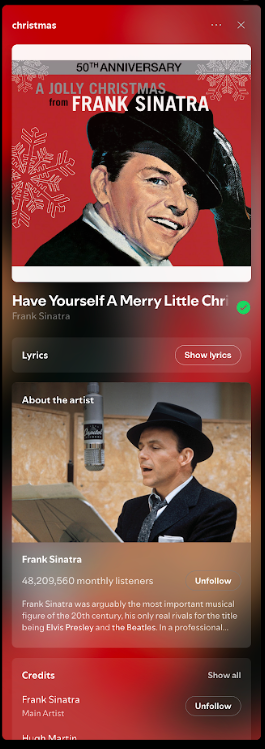 christmas
50TH ANNIVERSARY
A JOLLY CHRISTMAS
from FRANK SINATRA
Have Yourself A Merry Little Chri
Frank Sinatra
Lyrics
Show lyrics
About the artist
Capitol
Frank Sinatra
48,209,560 monthly listeners
Unfollow
Frank Sinatra was arguably the most important musical
figure of the 20th century, his only real rivals for the title
being Elvis Presley and the Beatles. In a professional...
Credits
Show all
Frank Sinatra
Main Artist
Unfollow
Hugh Martin